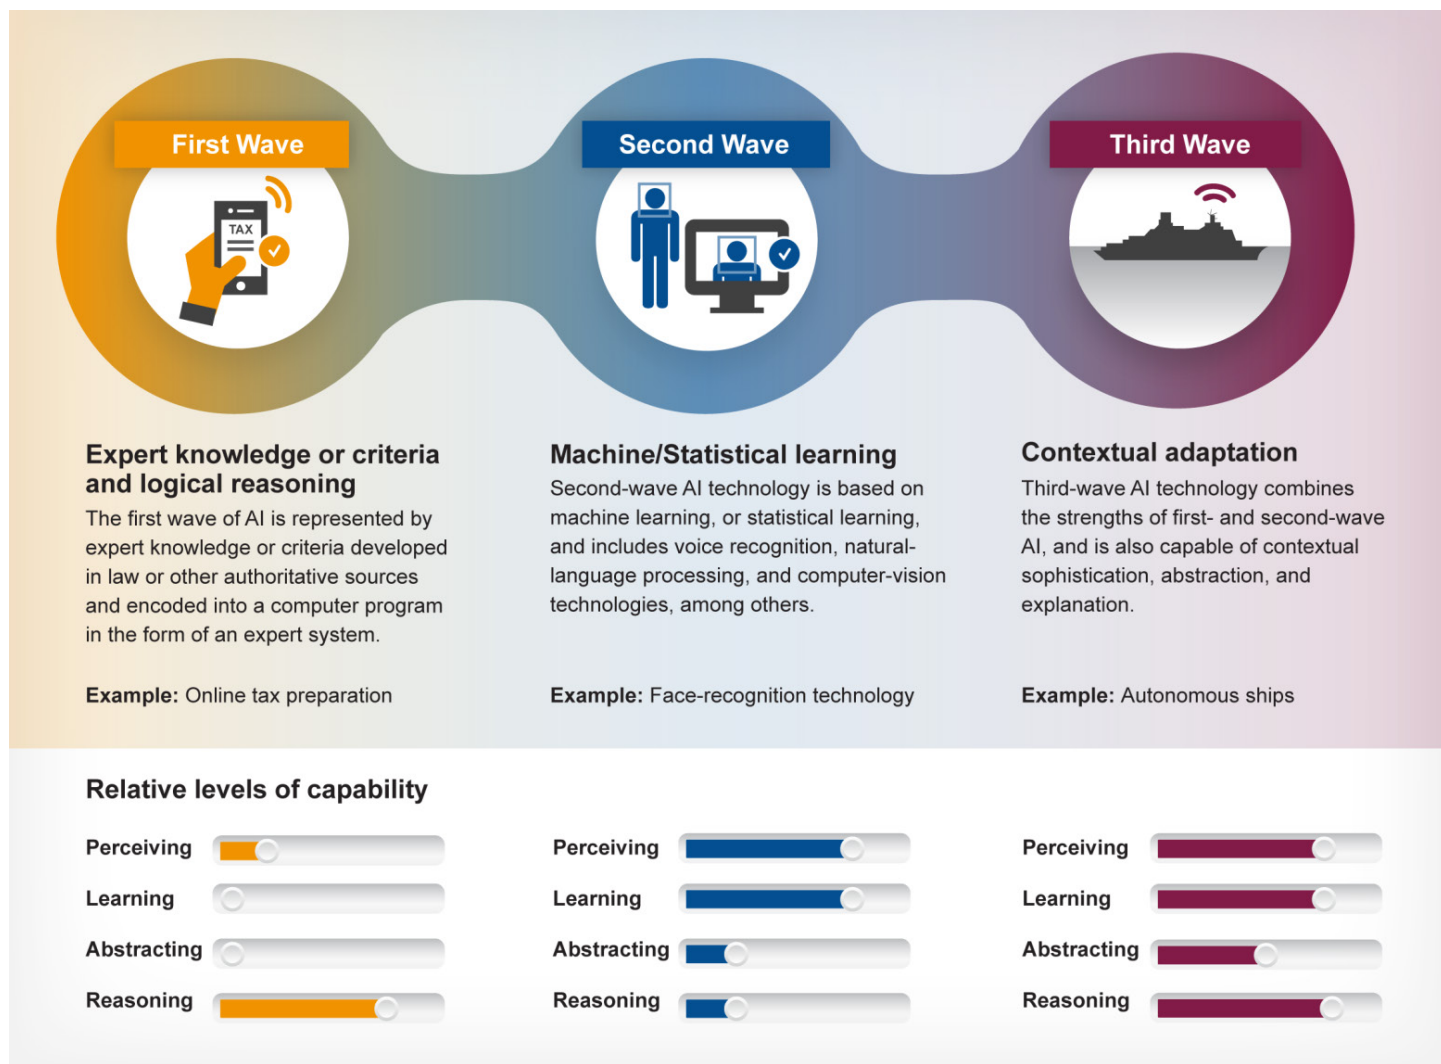 First Wave
TAX
Expert knowledge or criteria
and logical reasoning
The first wave of AI is represented by
expert knowledge or criteria developed
in law or other authoritative sources
and encoded into a computer program
in the form of an expert system.
Example: Online tax preparation
Second Wave
Machine/Statistical learning
Second-wave AI technology is based on
machine learning, or statistical learning,
and includes voice recognition, natural-
language processing, and computer-vision
technologies, among others.
Example: Face-recognition technology
Third Wave
Contextual adaptation
Third-wave AI technology combines
the strengths of first- and second-wave
AI, and is also capable of contextual
sophistication, abstraction, and
explanation.
Example: Autonomous ships
Relative levels of capability
Perceiving
Learning
Abstracting
Reasoning
Perceiving
Learning
Abstracting
Reasoning
Perceiving
Learning
Abstracting
Reasoning